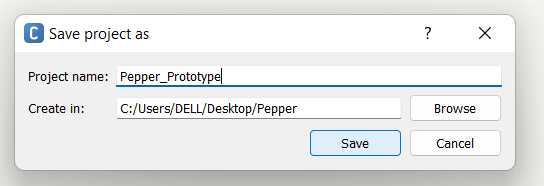 C Save project as ?
Project name: Pepper_Prototype
Create in: C:/Users/DELL/Desktop/Pepper Browse
Save Cancel